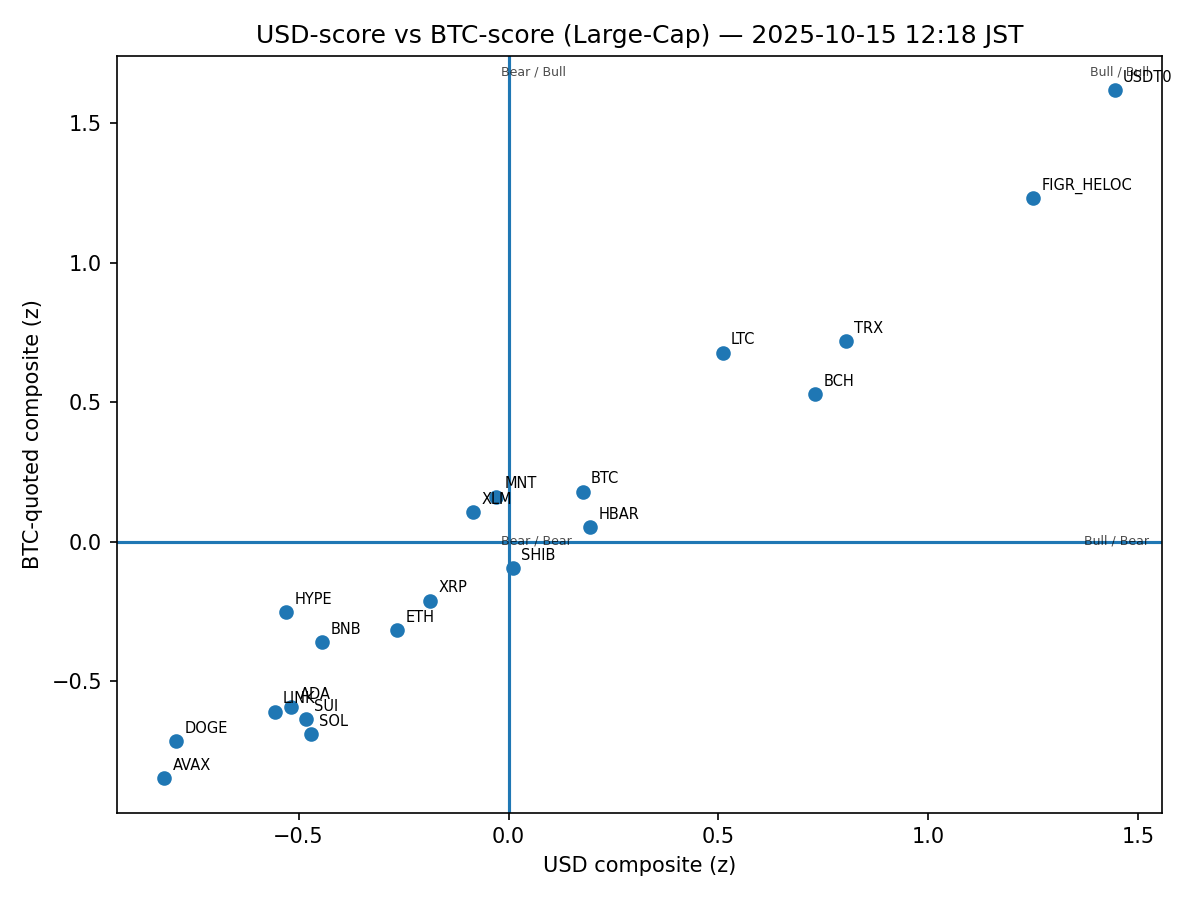 USD-score vs BTC-score (Large-Cap) — 2025-10-15 12:18 JST
Bear / Bull
Bull / Bull
USDT0
1.5
FIGR_HELOC
1.0
TRX
LTC
BCH
0.5
MNT
BTC
XLM
HBAR
0.0
Bear / Bear
Bull / Bear
SHIB
XRP
HYPE
ETH
BNB
−0.5
ADA
LINK
SUI
SOL
DOGE
AVAX
−0.5
0.0
0.5
1.0
1.5
USD composite (z)
BTC-quoted composite (z)